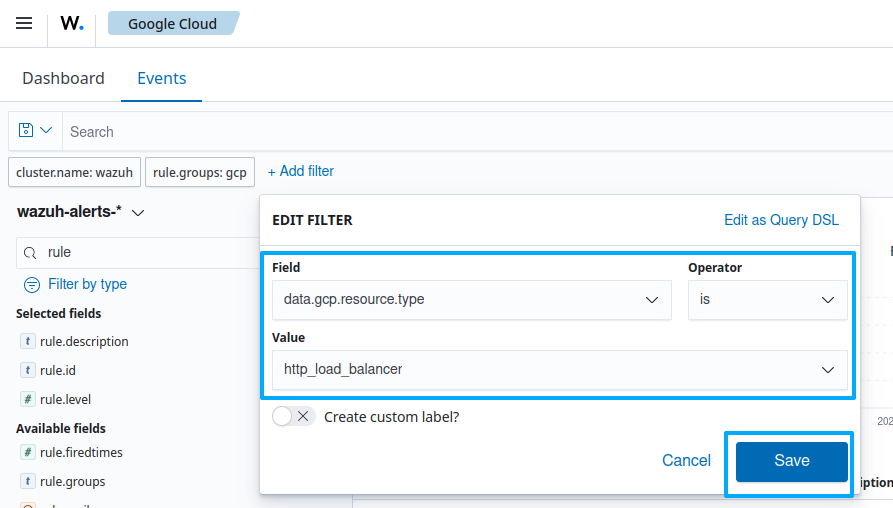 W.
Google Cloud
Dashboard
Events
Search
cluster.name: wazuh
rule.groups: gcp
+ Add filter
wazuh-alerts-*
rule
Filter by type
Selected fields
t rule.description
t rule.id
# rule.level
Available fields
# rule.firedtimes
t rule.groups
EDIT FILTER
Edit as Query DSL
Field
Operator
data.gcp.resource.type
is
Value
http_load_balancer
Create custom label?
Cancel
Save
202
iption